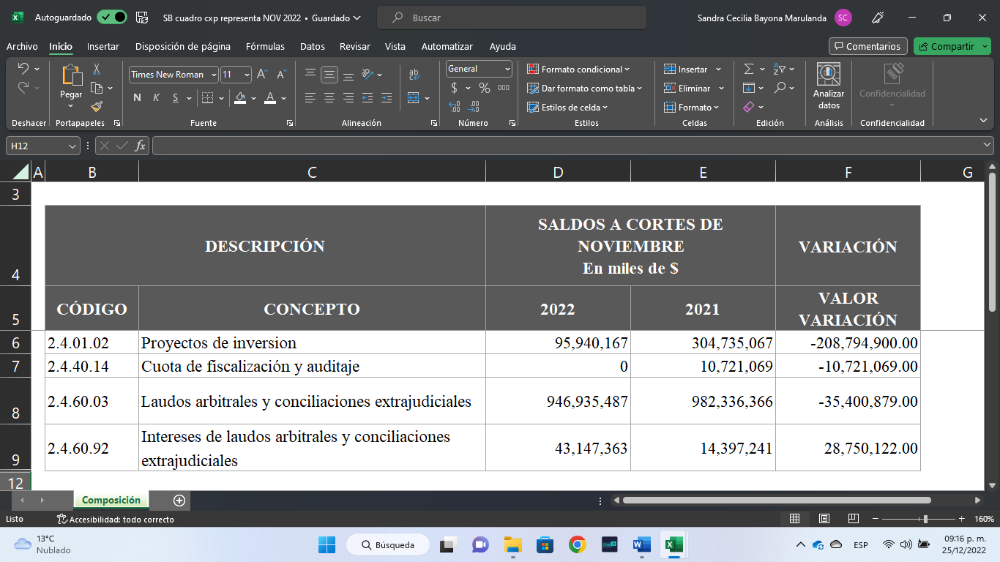 Autoguardado
SB cuadro cxp representa NOV 2022 • Guardado
Buscar
Sandra Cecilia Bayona Marulanda
SC
Archivo Inicio Insertar Disposición de página Fórmulas Datos Revisar Vista Automatizar Ayuda
Comentarios
Compartir
Pegar
Times New Roman 11
N K S
General
$ % 000
Formato condicional
Dar formato como tabla
Estilos de celda
Insertar
Eliminar
Formato
Analizar datos
Confidencialidad
Deshacer Portapapeles Fuente Alineación Número Estilos Celdas Edición Análisis Confidencialidad
H12
fx
A B C D E F G
3
4 DESCRIPCIÓN
SALDOS A CORTES DE
NOVIEMBRE
En miles de $
VARIACIÓN
5 CÓDIGO CONCEPTO 2022 2021 VALOR
VARIACIÓN
6 2.4.01.02 Proyectos de inversion 95,940,167 304,735,067 -208,794,900.00
7 2.4.40.14 Cuota de fiscalización y auditaje 0 10,721,069 -10,721,069.00
8 2.4.60.03 Laudos arbitrales y conciliaciones extrajudiciales 946,935,487 982,336,366 -35,400,879.00
9 2.4.60.92 Intereses de laudos arbitrales y conciliaciones
extrajudiciales 43,147,363 14,397,241 28,750,122.00
12
Composición
Listo
Accesibilidad: todo correcto
160%
13°C
Nublado
Búsqueda
ESP
09:16 p. m.
25/12/2022